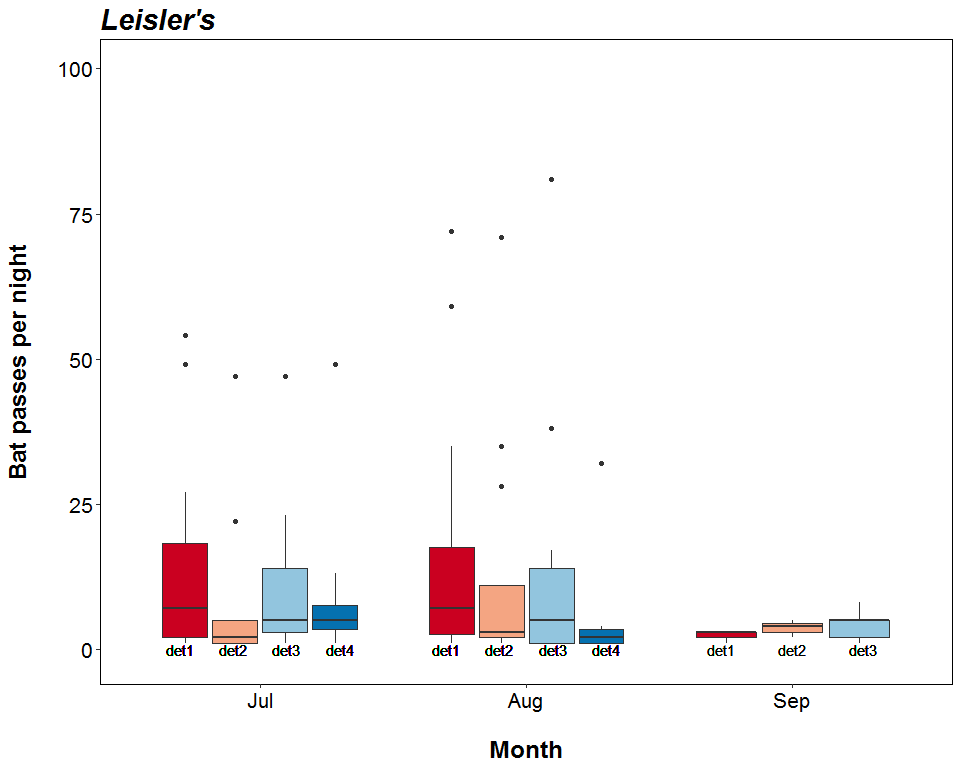 Leisler's
100
75
50
25
0
Bat passes per night
det1 det2 det3 det4 det1 det2 det3 det4 det1 det2 det3
Jul Aug Sep
Month